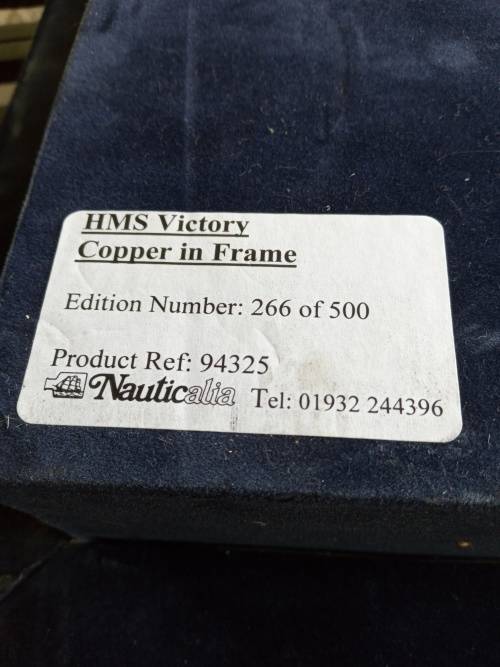 HMS Victory
Copper in Frame
Edition Number: 266 of 500
Product Ref: 94325
Nauticalia Tel: 01932 244396